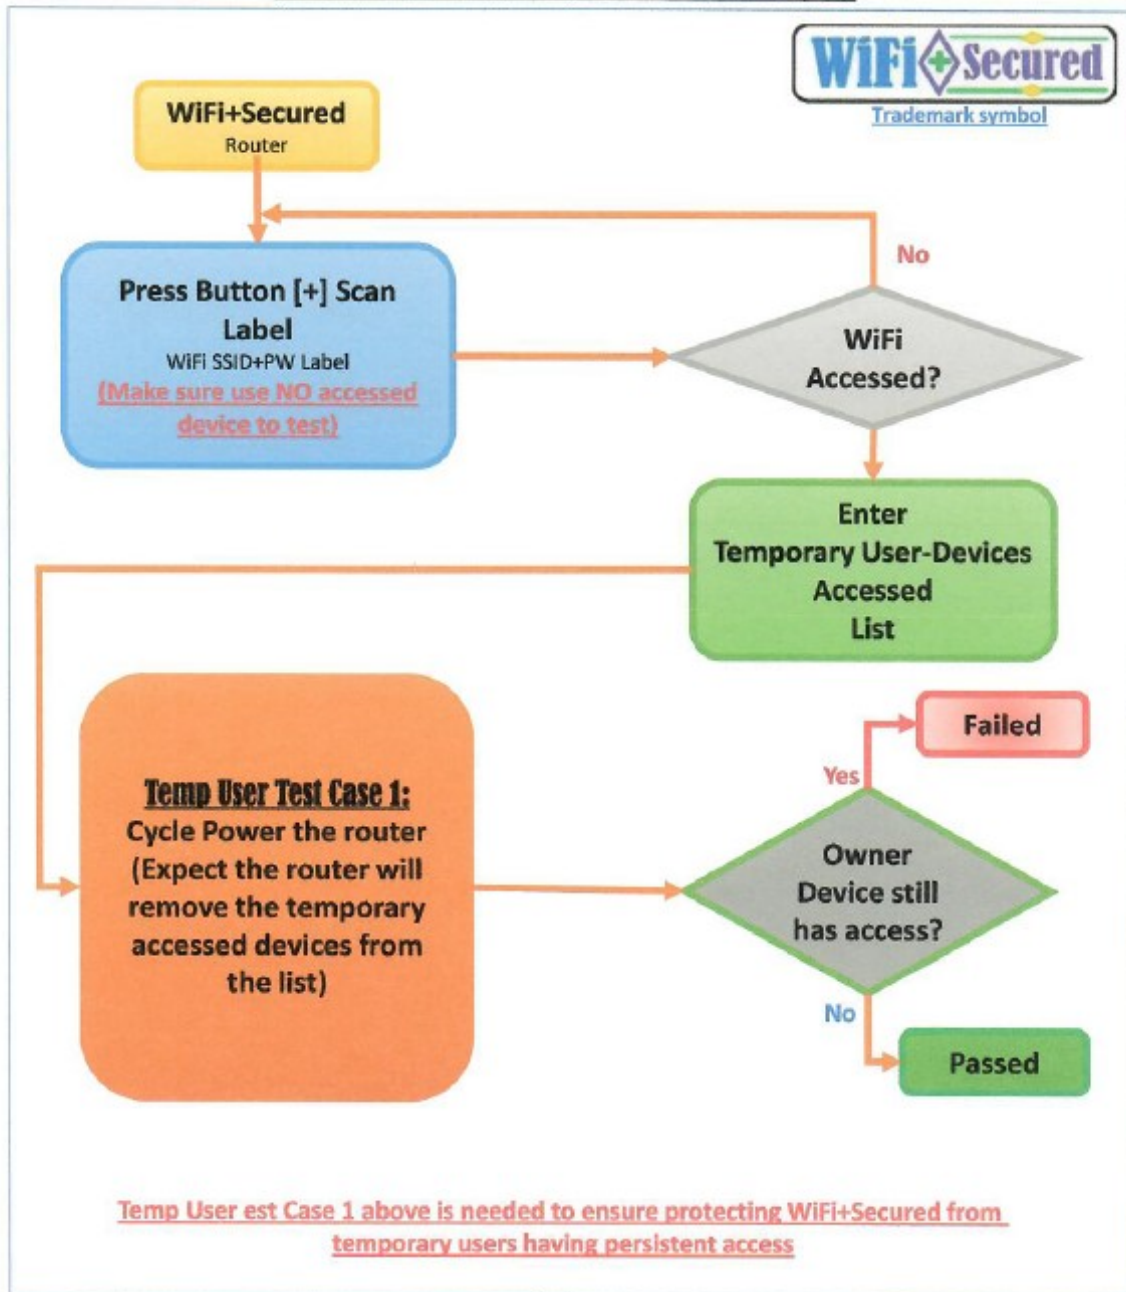 WiFi+Secured
Trademark symbol
WiFi+Secured
Router
No
Press Button [+] Scan
Label
WiFi SSID+PW Label
(Make sure use NO accessed
device to test)
WiFi
Accessed?
Enter
Temporary User-Devices
Accessed
List
Failed
Yes
Temp User Test Case 1:
Cycle Power the router
(Expect the router will
remove the temporary
accessed devices from
the list)
Owner
Device still
has access?
No
Passed
Temp User est Case 1 above is needed to ensure protecting WiFi+Secured from
temporary users having persistent access